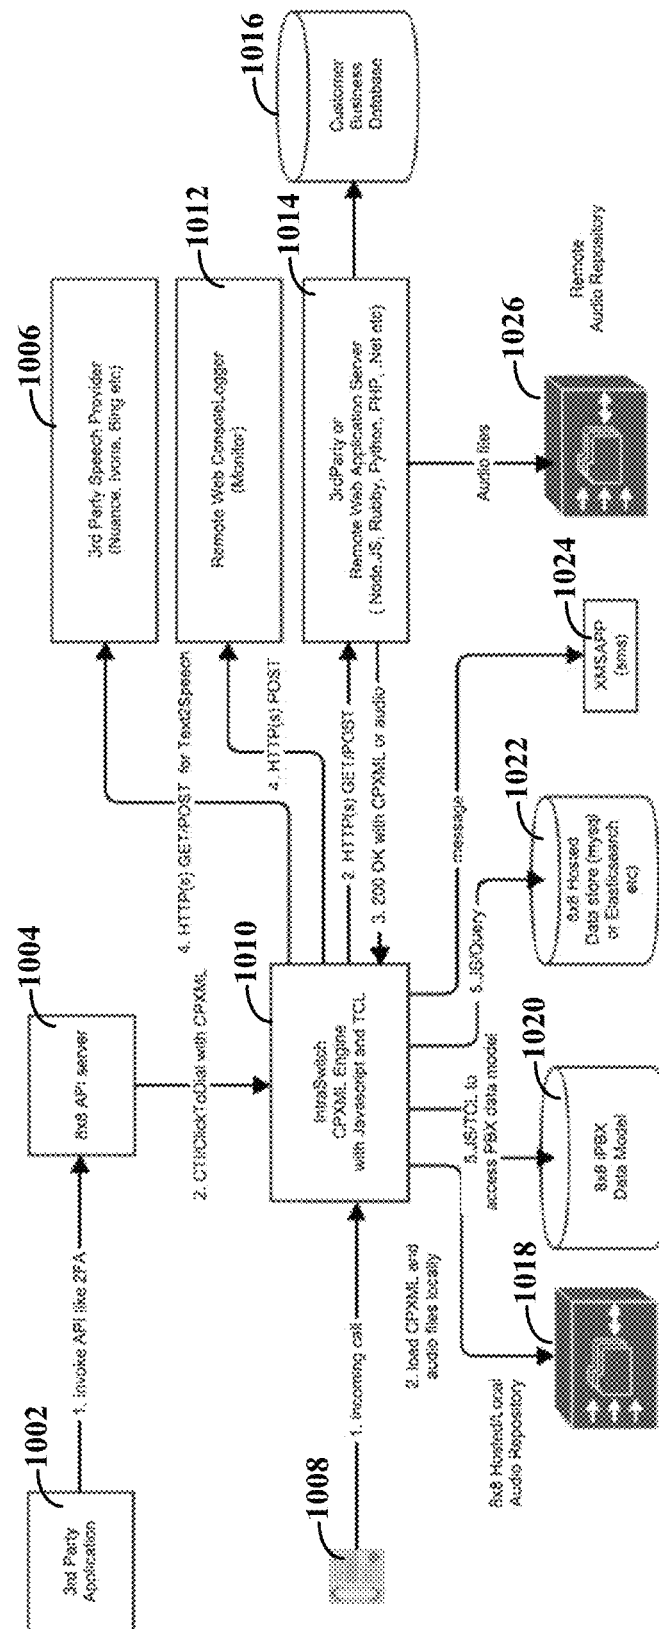 1002
3rd Party
Application
1. Invoke API like 2FA
1004
8x8 API server
2. CTI/ClickToDial with CPXML
1006
3rd Party Speech Provider
(Nuance, Ivona, Bing etc)
4. HTTP(s) GET/POST for Text2Speech
1012
Remote Web ConsoleLogger
(Monitor)
4. HTTP(s) POST
1014
3rdParty or
Remote Web Application Server
( Node.JS, Rubby, Python, PHP, .Net etc)
2. HTTP(s) GET/POST
3. 200 OK with CPXML or audio
1016
Customer
Business
Database
1008
1. Incoming call
1010
IntraSwitch
CPXML Engine
with Javascript and TCL
2. load CPXML and
audio files locally
8x8 Hosted/Local
Audio Repository
1018
5.JS/TCL to
access PBX data model
1020
8x8 iPBX
Data Model
5.JS/Query
1022
8x8 Hosted
Data store (mysql
or Elasticsearch
etc)
message
1024
XMSAPP
(sms)
Audio files
1026
Remote
Audio Repository